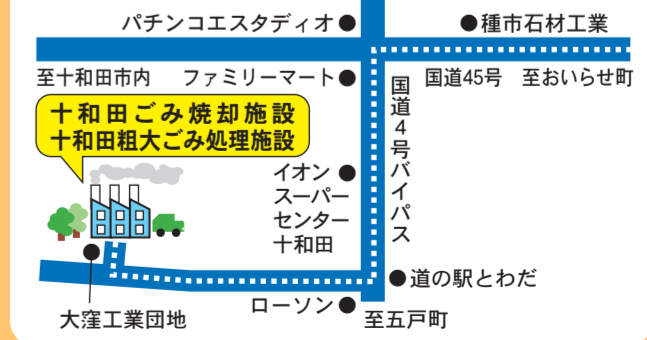 パチンコエスタディオ
種市石材工業
至十和田市内
ファミリーマート
国道45号
至おいらせ町
国道4号バイパス
十和田ごみ焼却施設
十和田粗大ごみ処理施設
イオン
スーパー
センター
十和田
道の駅とわだ
ローソン
至五戸町
大窪工業団地